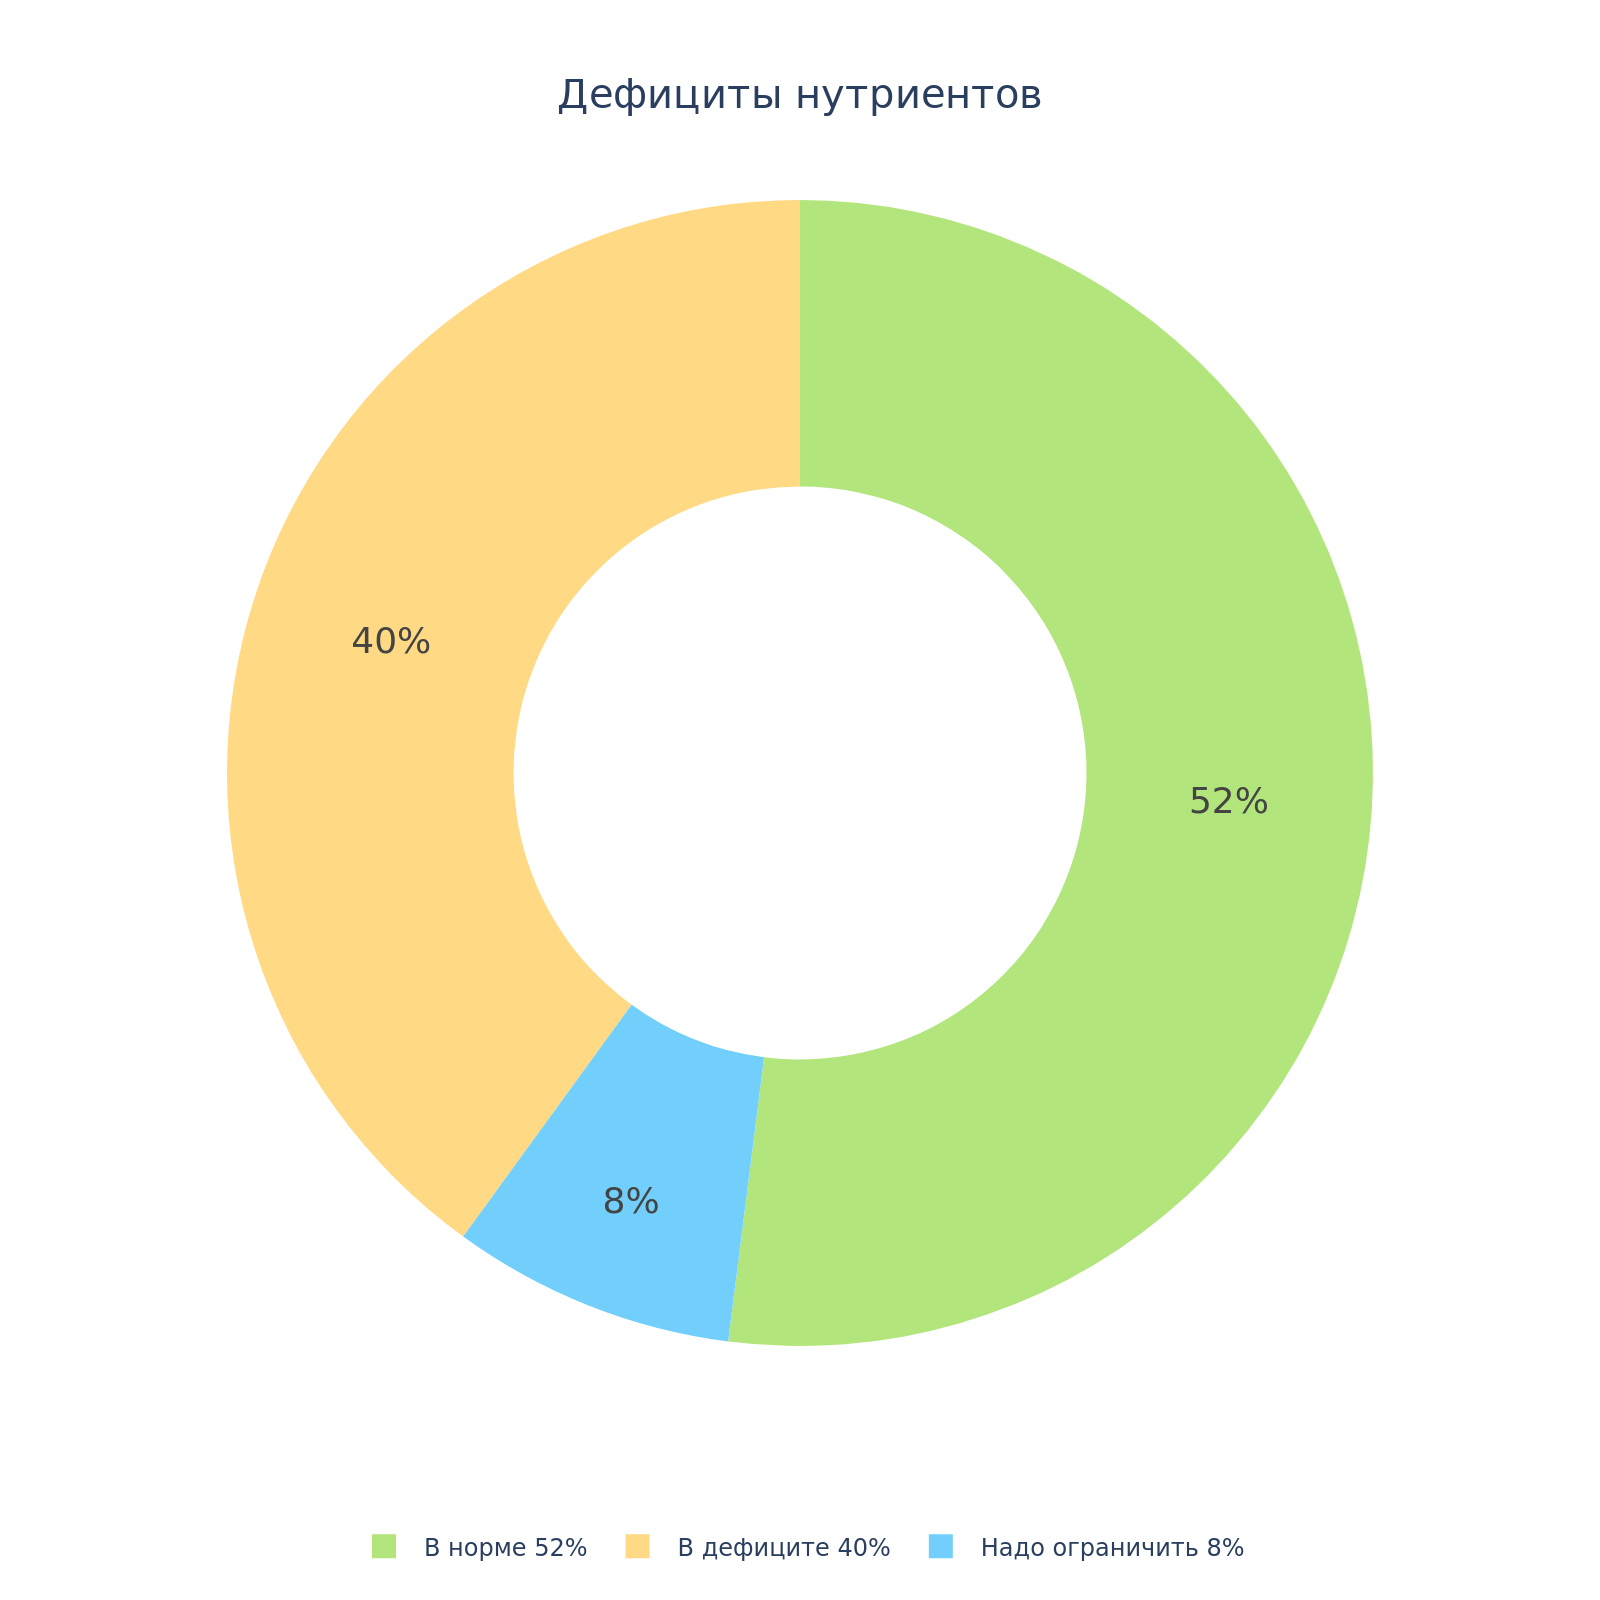 Дефициты нутриентов
40%
52%
8%
В норме 52%
В дефиците 40%
Надо ограничить 8%